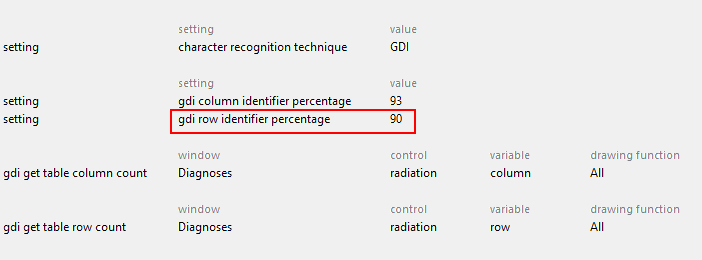 setting value
setting character recognition technique GDI
setting value
setting gdi column identifier percentage 93
setting gdi row identifier percentage 90
window control variable drawing function
gdi get table column count Diagnoses radiation column All
window control variable drawing function
gdi get table row count Diagnoses radiation row All